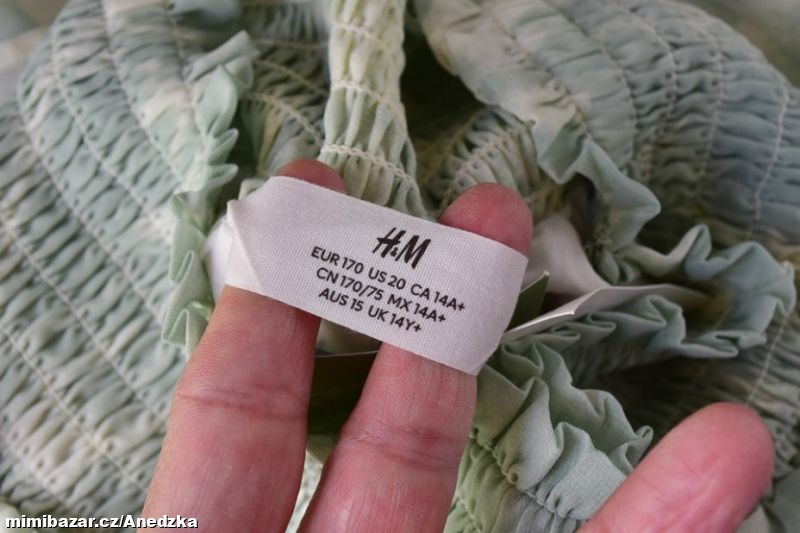 H&M
EUR 170 US 20 CA 14A+
CN 170/75 MX 14A+
AUS 15 UK 14Y+
mimibazar.cz/Anedzka